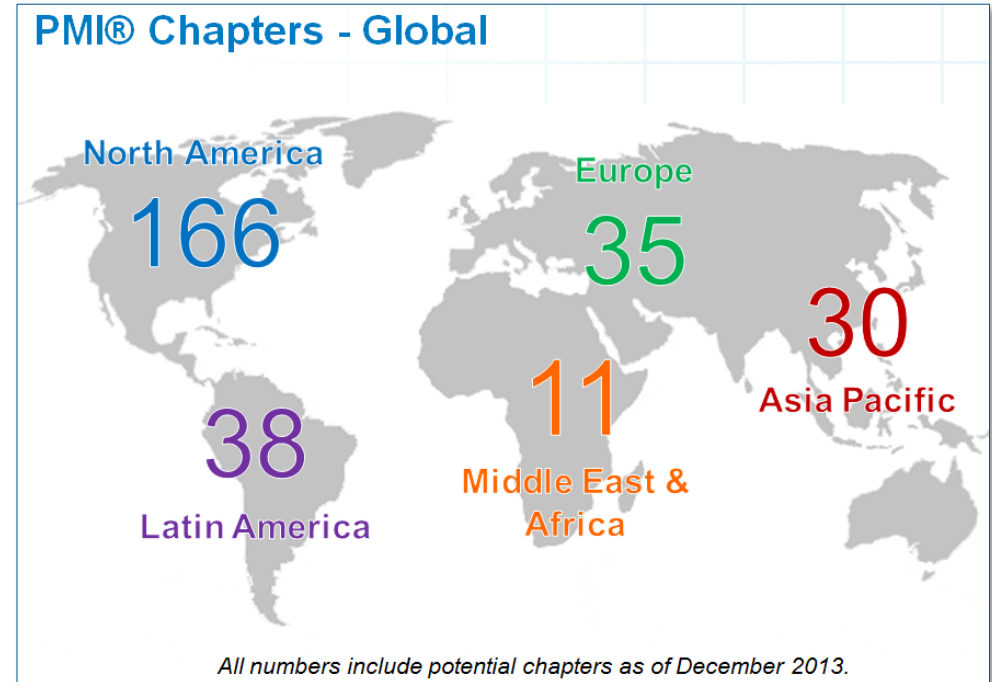 PMI® Chapters - Global
North America
166
Europe
35
30
Asia Pacific
11
Middle East &
Africa
38
Latin America
All numbers include potential chapters as of December 2013.